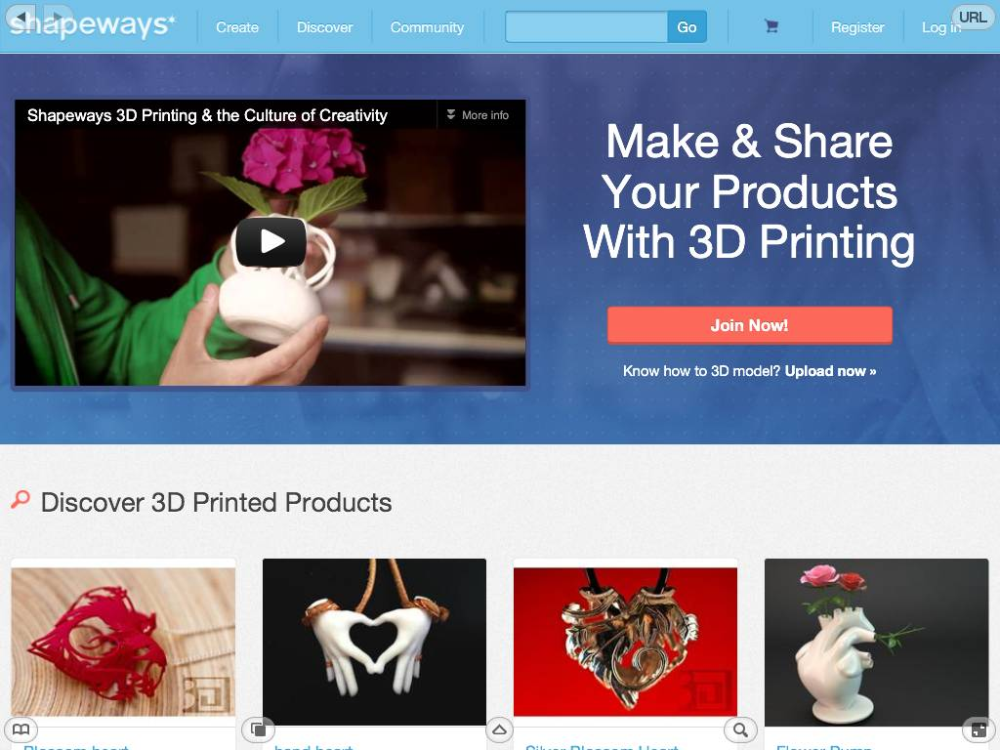 shapeways*
Create
Discover
Community
Go
Register
Log in
URL
Shapeways 3D Printing & the Culture of Creativity
More info
Make & Share
Your Products
With 3D Printing
Join Now!
Know how to 3D model? Upload now »
Discover 3D Printed Products
Blossom heart
hand heart
Silver Blossom Heart
Flower Pump